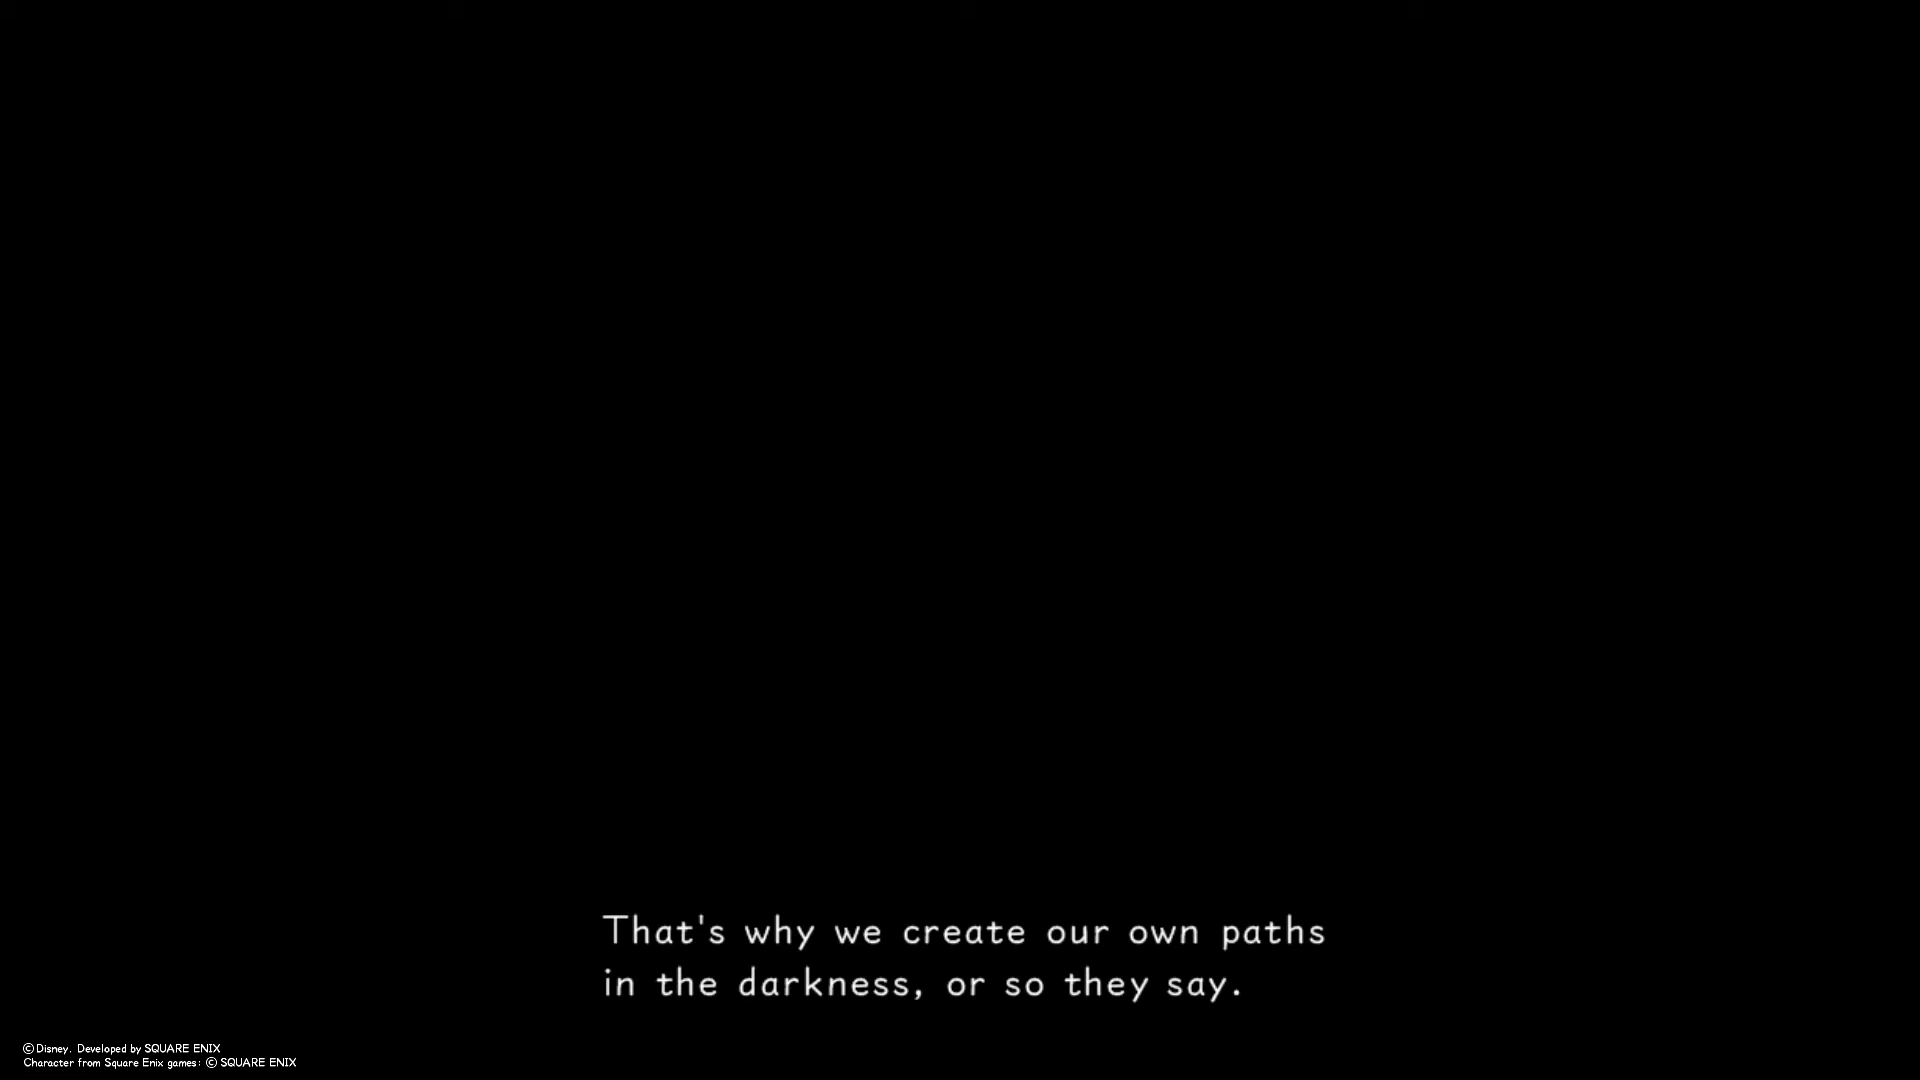 That's why we create our own paths
in the darkness, or so they say.
©Disney. Developed by SQUARE ENIX
Character from Square Enix games: © SQUARE ENIX